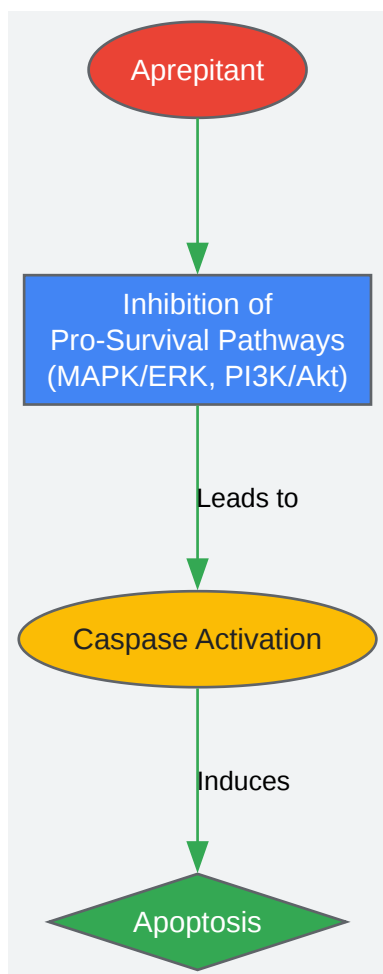 Aprepitant
Inhibition of
Pro-Survival Pathways
(MAPK/ERK, PI3K/Akt)
Leads to
Caspase Activation
Induces
Apoptosis